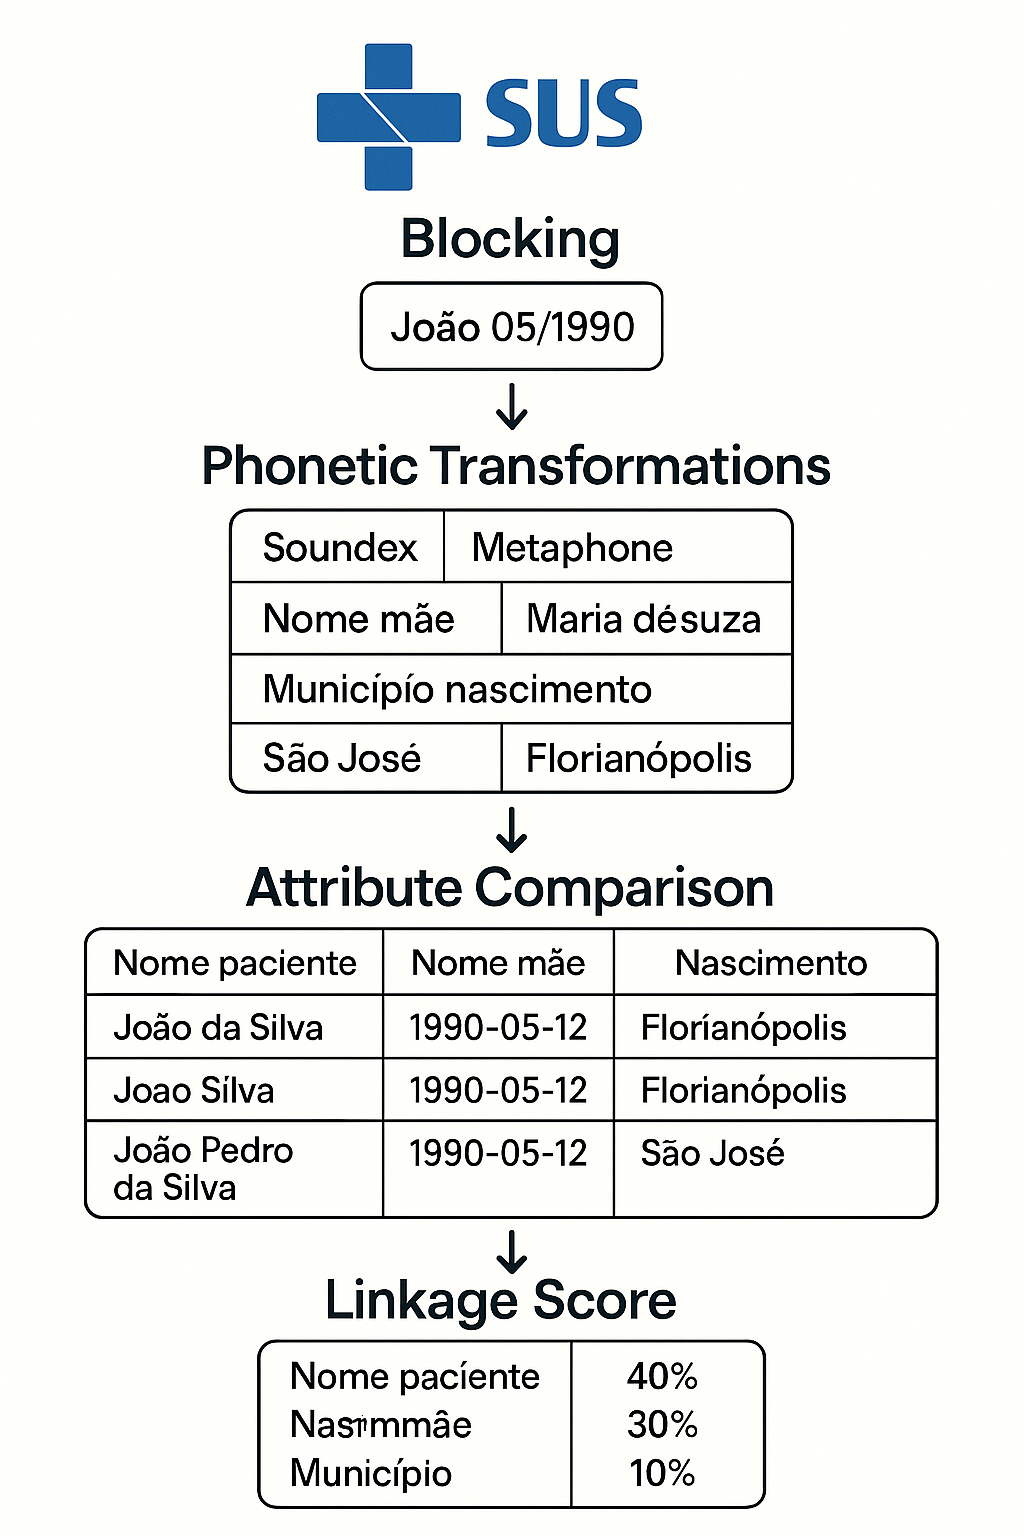 SUS
Blocking
João 05/1990
Phonetic Transformations
Soundex Metaphone
Nome mãe Maria désuza
Municípío nascimento
São José Florianópolis
Attribute Comparison
Nome paciente Nome mãe Nascimento
João da Silva 1990-05-12 Floríanópolis
Joao Sílva 1990-05-12 Florianópolis
João Pedro 1990-05-12 São José
da Silva
Linkage Score
Nome pacíente 40%
30%
Município 10%